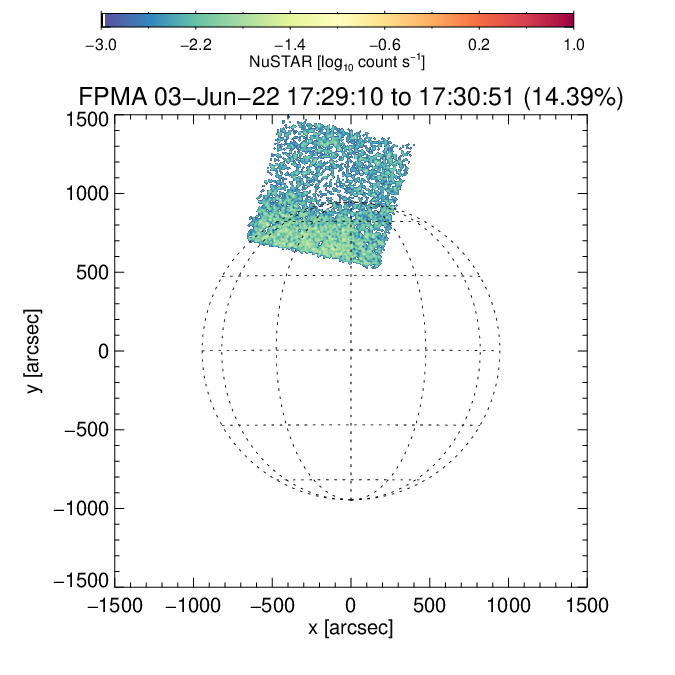 −3.0 −2.2 −1.4 −0.6 0.2 1.0
NuSTAR [log₁₀ count s⁻¹]
FPMA 03−Jun−22 17:29:10 to 17:30:51 (14.39%)
1500
1000
500
0
−500
−1000
−1500
y [arcsec]
−1500 −1000 −500 0 500 1000 1500
x [arcsec]